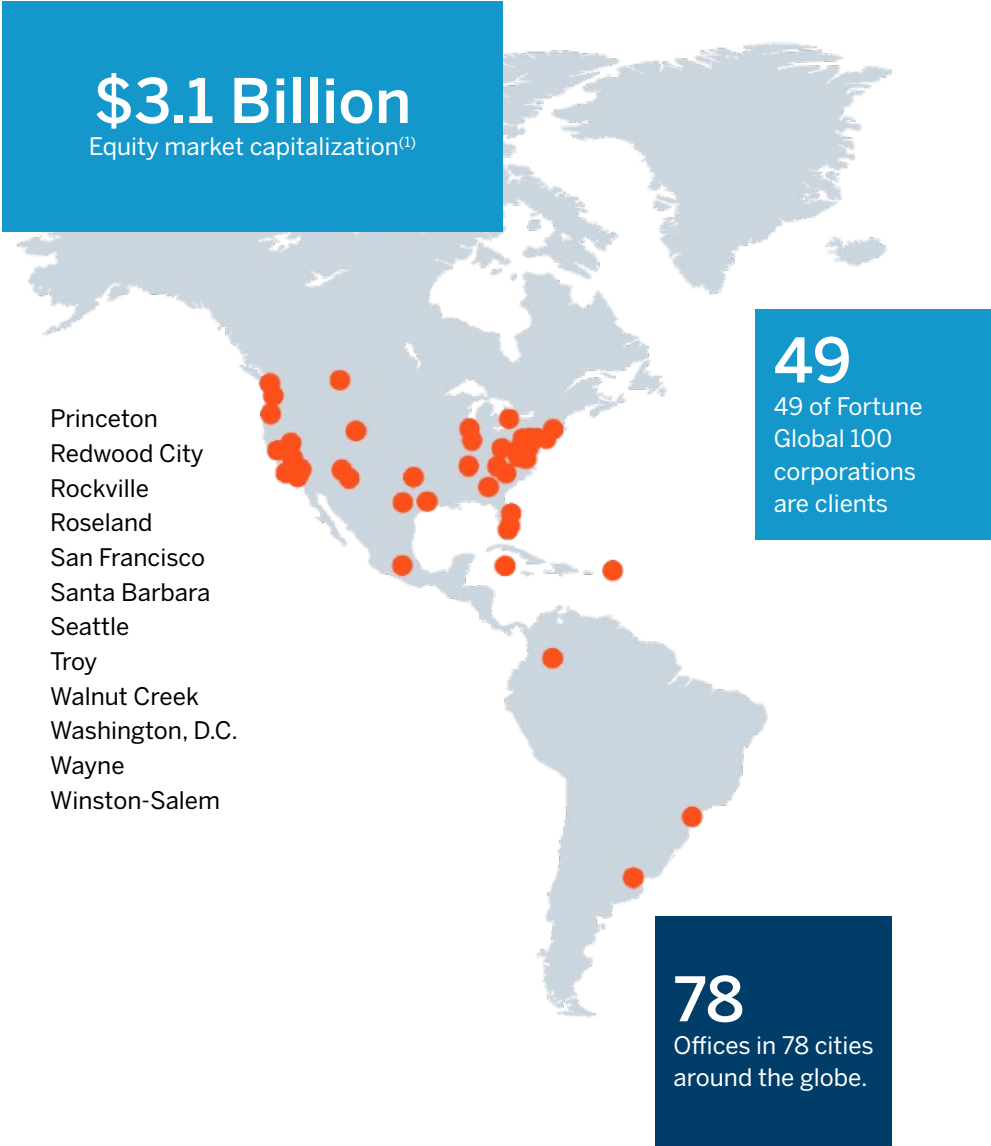 $3.1 Billion
Equity market capitalization(1)
49
49 of Fortune
Global 100
corporations
are clients
Princeton
Redwood City
Rockville
Roseland
San Francisco
Santa Barbara
Seattle
Troy
Walnut Creek
Washington, D.C.
Wayne
Winston-Salem
78
Offices in 78 cities
around the globe.